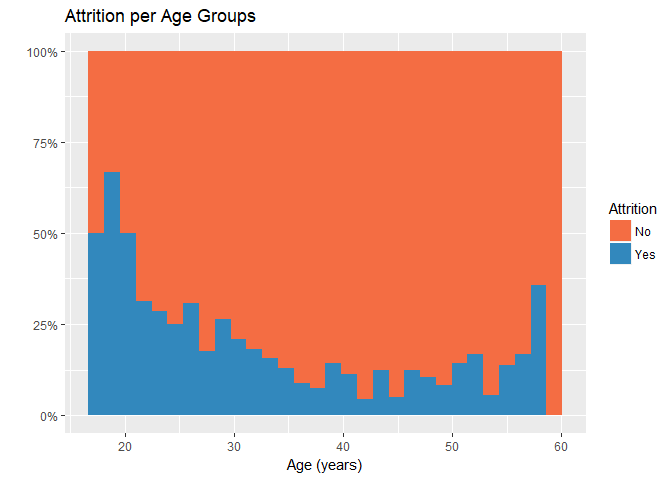 Attrition per Age Groups
100%
75%
50%
25%
0%
20 30 40 50 60
Age (years)
Attrition
No
Yes